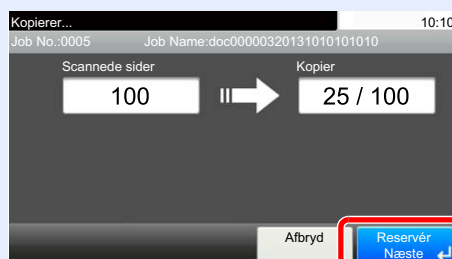 Kopierer... 10:10
Job No.:0005 Job Name:doc00000320131010101010
Scannede sider Kopier
100 25 / 100
Afbryd Reservér
Næste